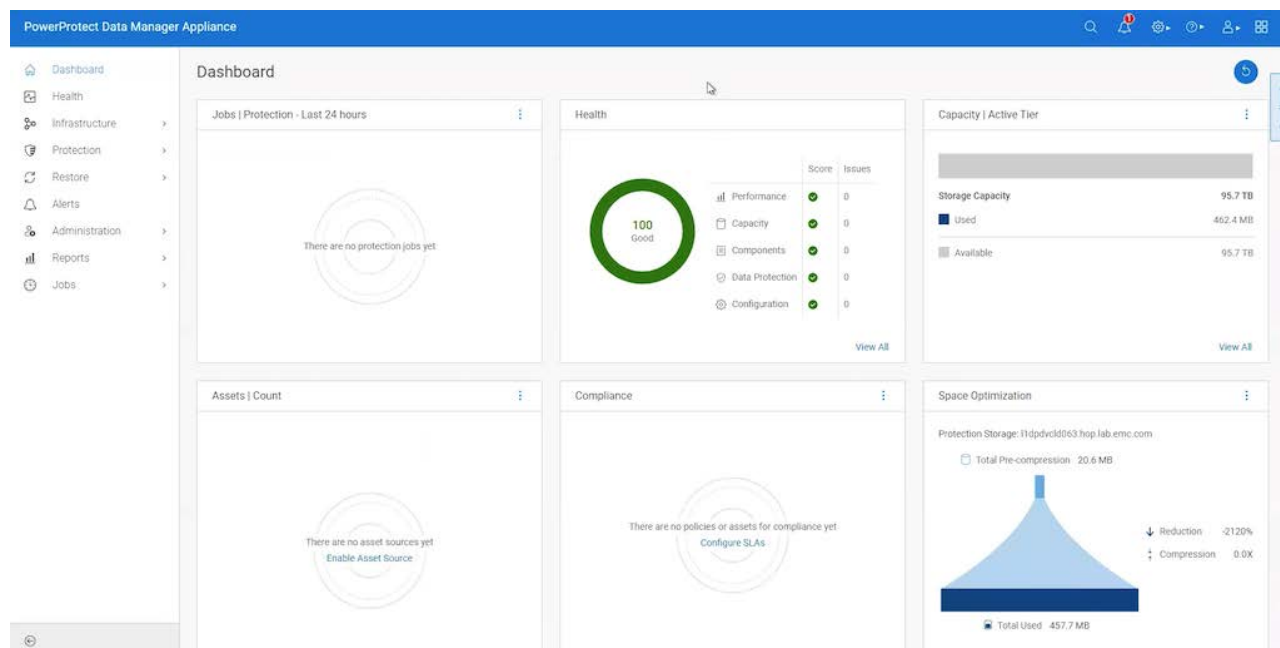 PowerProtect Data Manager Appliance
1
Dashboard
Health
Infrastructure
Protection
Restore
Alerts
Administration
Reports
Jobs
Dashboard
Jobs | Protection - Last 24 hours
There are no protection jobs yet
Health
100
Good
Score Issues
Performance 0
Capacity 0
Components 0
Data Protection 0
Configuration 0
View All
Capacity | Active Tier
Storage Capacity 95.7 TB
Used 462.4 MB
Available 95.7 TB
View All
Assets | Count
There are no asset sources yet
Enable Asset Source
Compliance
There are no policies or assets for compliance yet
Configure SLAs
Space Optimization
Protection Storage: l1dpdvcld063.hop.lab.emc.com
Total Pre-compression 20.6 MB
Reduction -2120%
Compression 0.0X
Total Used 457.7 MB